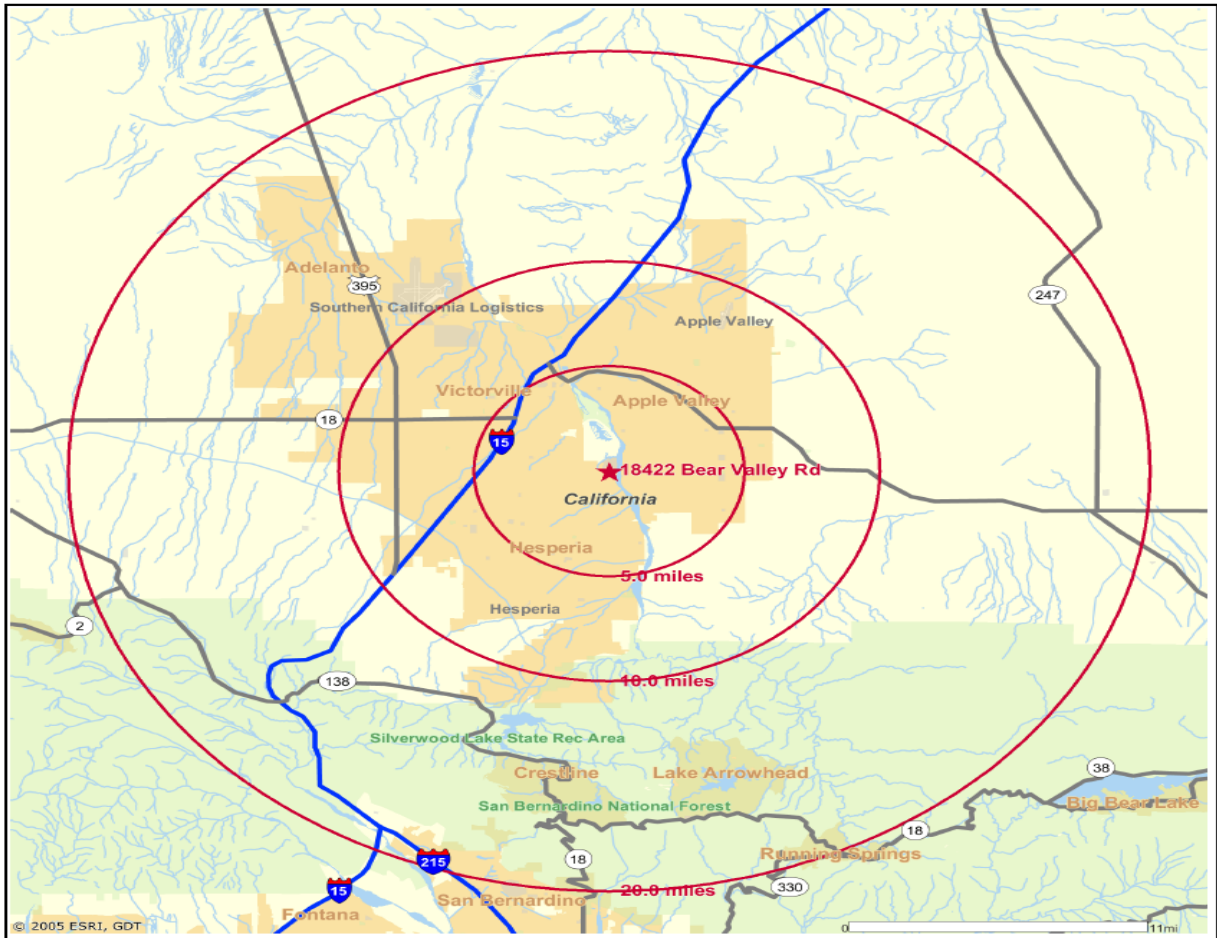 Adelanto
395
Southern California Logistics
247
Apple Valley
Victorville
Apple Valley
18
15
18422 Bear Valley Rd
California
Hesperia
5.0 miles
Hesperia
2
138
10.0 miles
Silverwood Lake State Rec Area
Crestline
Lake Arrowhead
38
Big Bear Lake
San Bernardino National Forest
18
Running Springs
215
18
330
15
20.0 miles
San Bernardino
Fontana
© 2005 ESRI, GDT
0
11mi